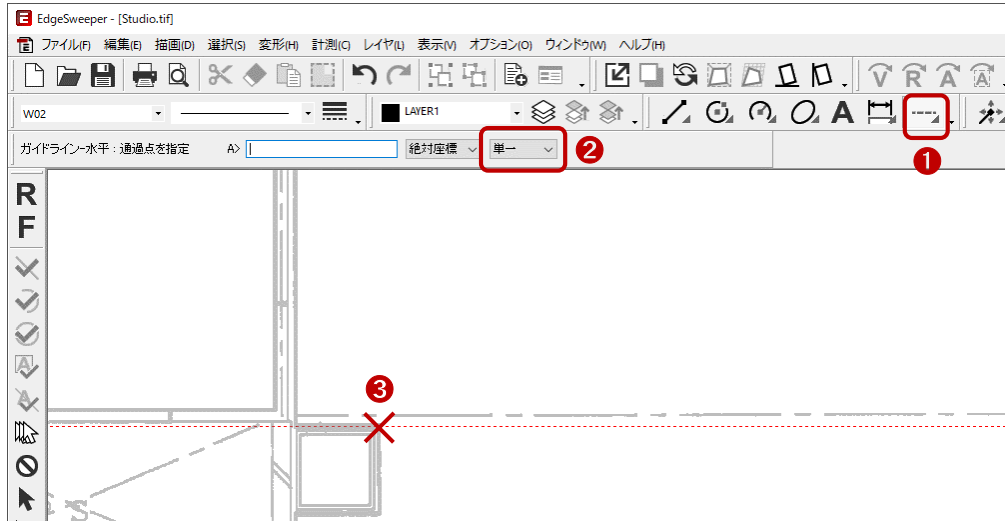 EdgeSweeper - [Studio.tif]
ファイル(F) 編集(E) 描画(D) 選択(S) 変形(H) 計測(C) レイヤ(L) 表示(V) オプション(O) ウィンドウ(W) ヘルプ(H)
V R A A
W02 LAYER1 A
ガイドライン-水平 : 通過点を指定 A> 絶対座標 単一 2 1
R
F
A
A
3
S S